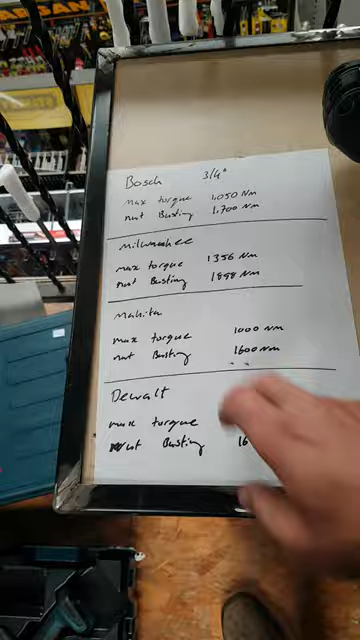 Bosch 3/4"
max torque 1,050 Nm
nut Busting 1,700 Nm
Milwaukee
max torque 1356 Nm
nut Busting 1898 Nm
Makita
max torque 1000 Nm
nut Busting 1600 Nm
Dewalt
max torque
nut Busting 16